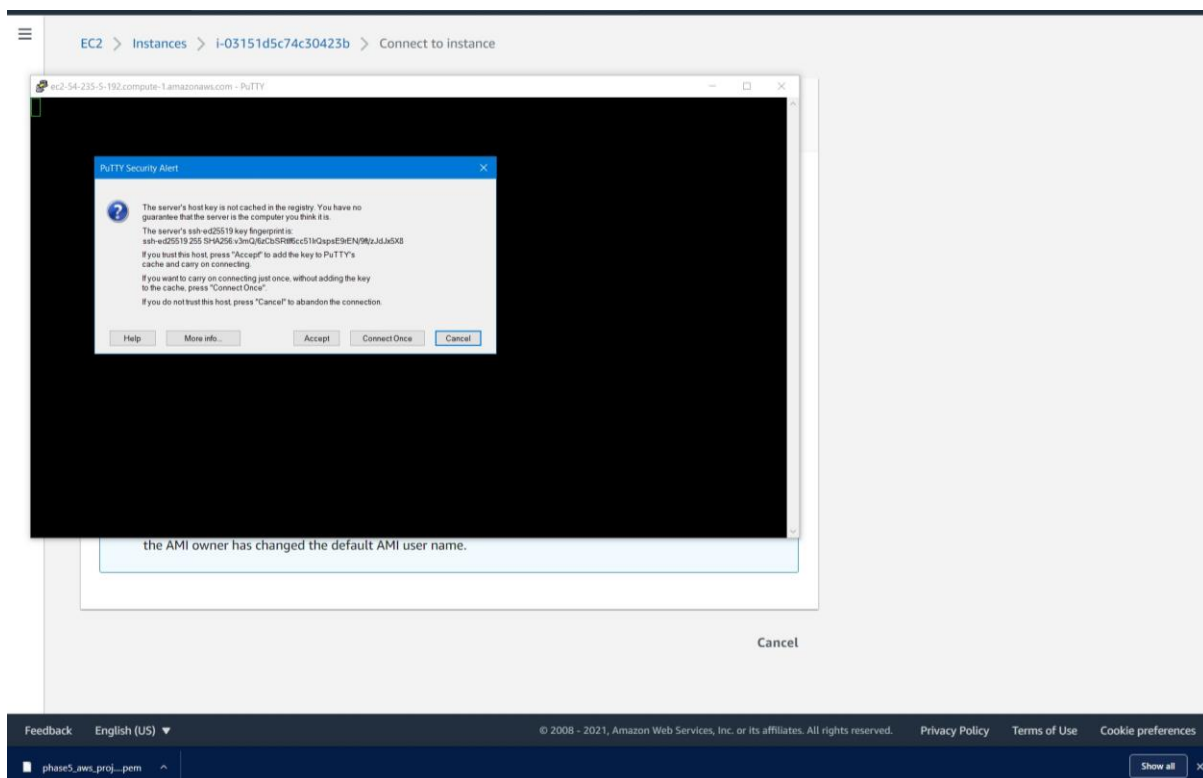 EC2 > Instances > i-03151d5c74c30423b > Connect to instance
ec2-54-235-5-192.compute-1.amazonaws.com - PuTTY
PuTTY Security Alert
The server's host key is not cached in the registry. You have no
guarantee that the server is the computer you think it is.
The server's ssh-ed25519 key fingerprint is:
ssh-ed25519 255
If you trust this host, press "Accept" to add the key to PuTTY's
cache and carry on connecting.
If you want to carry on connecting just once, without adding the key
to the cache, press "Connect Once".
If you do not trust this host, press "Cancel" to abandon the connection.
Help More info... Accept Connect Once Cancel
the AMI owner has changed the default AMI user name.
Cancel
Feedback English (US) ▼ © 2008 - 2021, Amazon Web Services, Inc. or its affiliates. All rights reserved. Privacy Policy Terms of Use Cookie preferences
phase5_aws_proj....pem Show all